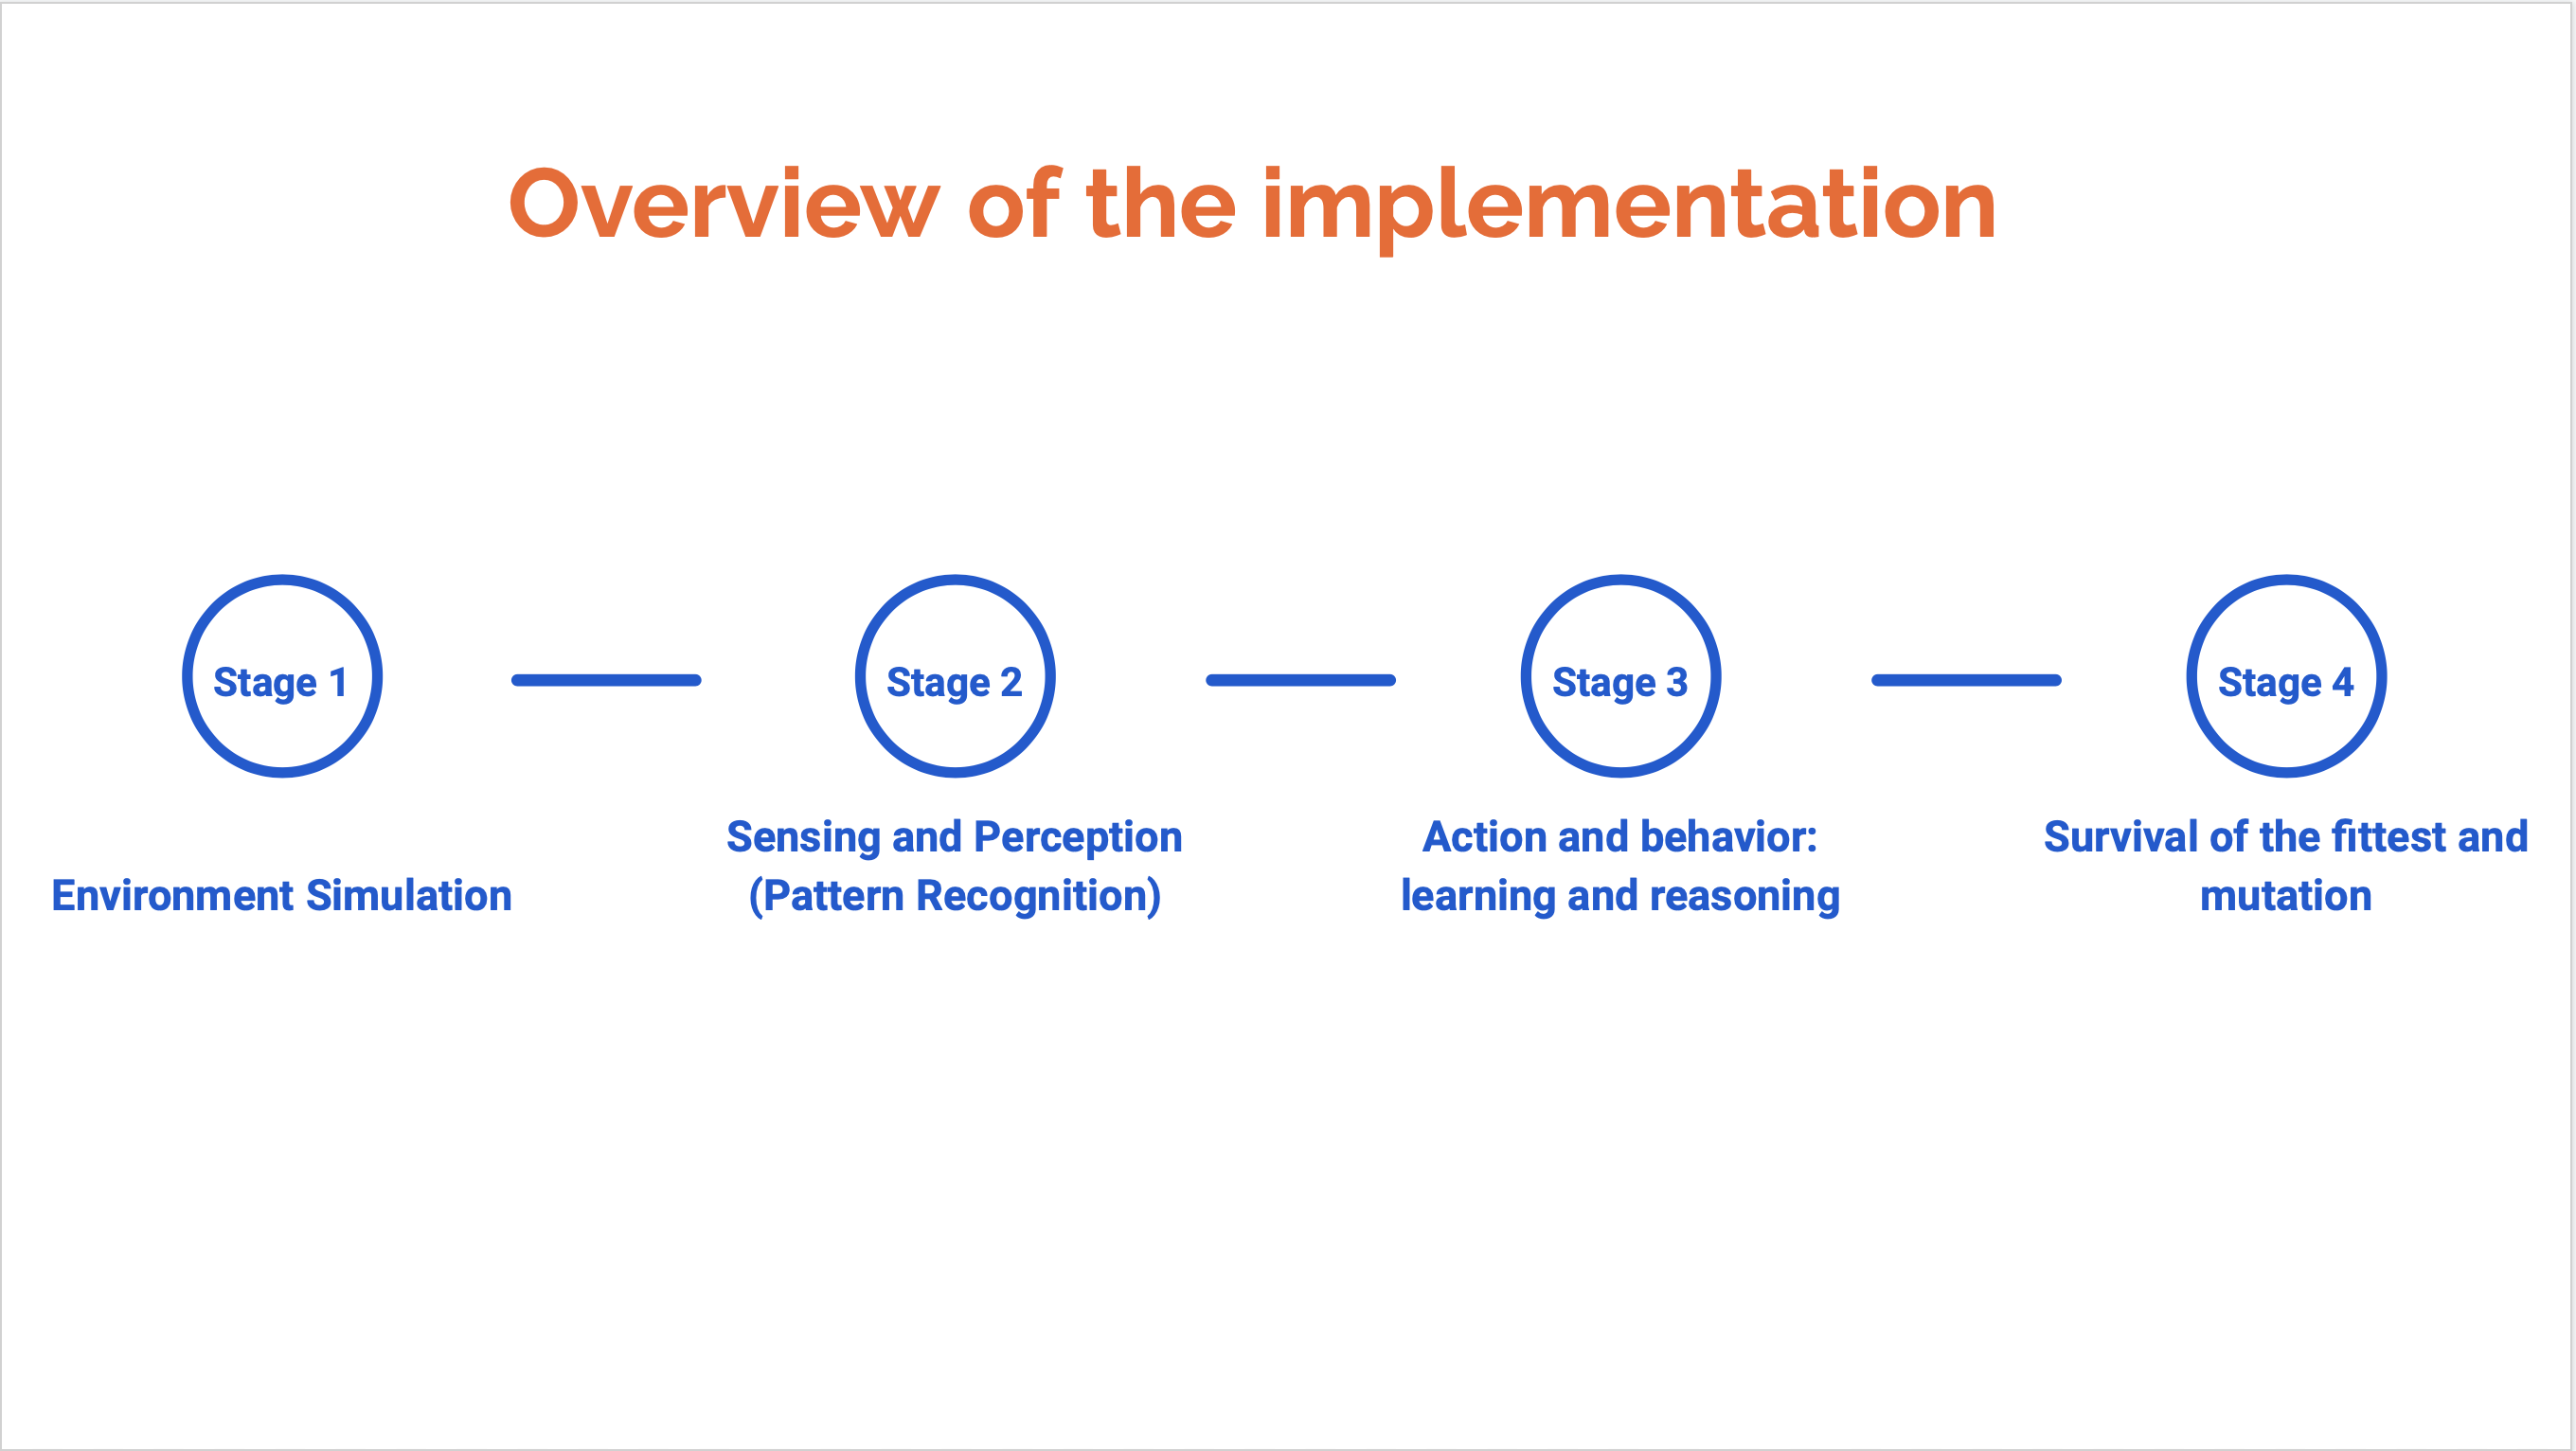 Overview of the implementation
Stage 1
Stage 2
Stage 3
Stage 4
Environment Simulation
Sensing and Perception
(Pattern Recognition)
Action and behavior:
learning and reasoning
Survival of the fittest and
mutation